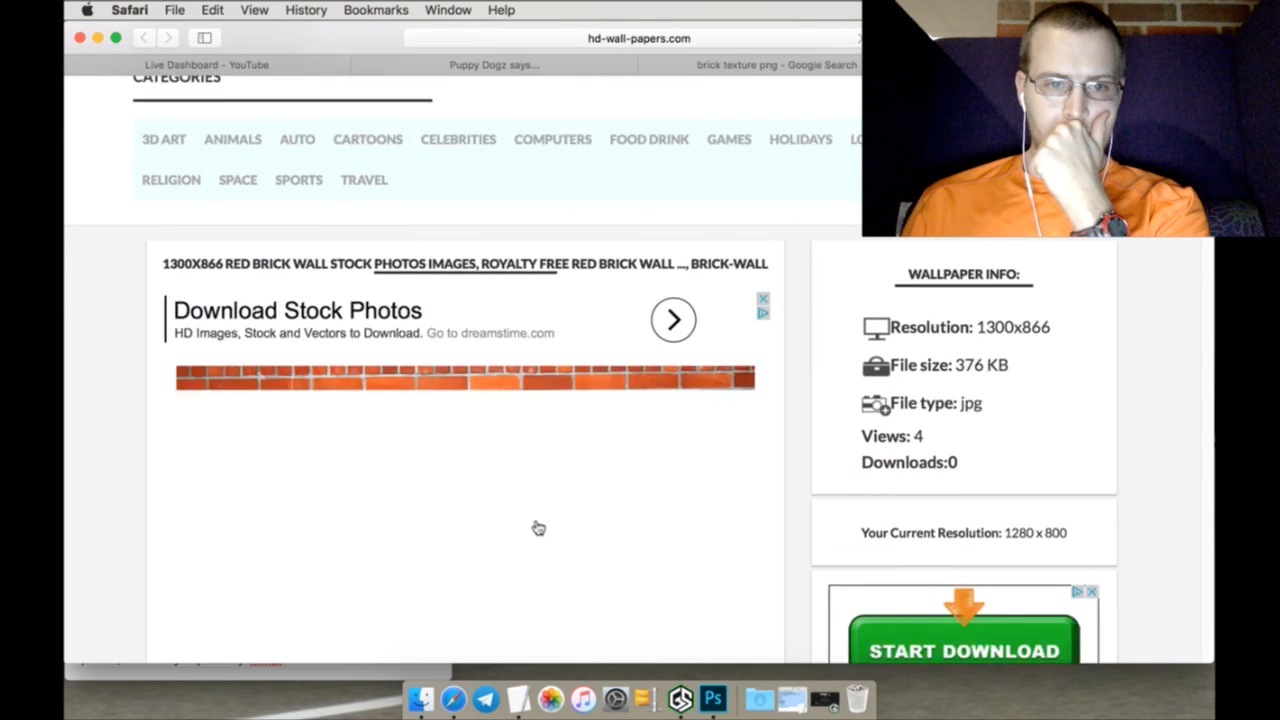 Safari File Edit View History Bookmarks Window Help
hd-wall-papers.com
Live Dashboard - YouTube Puppy Dogz says... brick texture png - Google Search
CATEGORIES
3D ART ANIMALS AUTO CARTOONS CELEBRITIES COMPUTERS FOOD DRINK GAMES HOLIDAYS
RELIGION SPACE SPORTS TRAVEL
1300X866 RED BRICK WALL STOCK PHOTOS IMAGES, ROYALTY FREE RED BRICK WALL ..., BRICK-WALL
Download Stock Photos
HD Images, Stock and Vectors to Download. Go to dreamstime.com
WALLPAPER INFO:
Resolution: 1300x866
File size: 376 KB
File type: jpg
Views: 4
Downloads:0
Your Current Resolution: 1280 x 800
START DOWNLOAD
GS
Ps